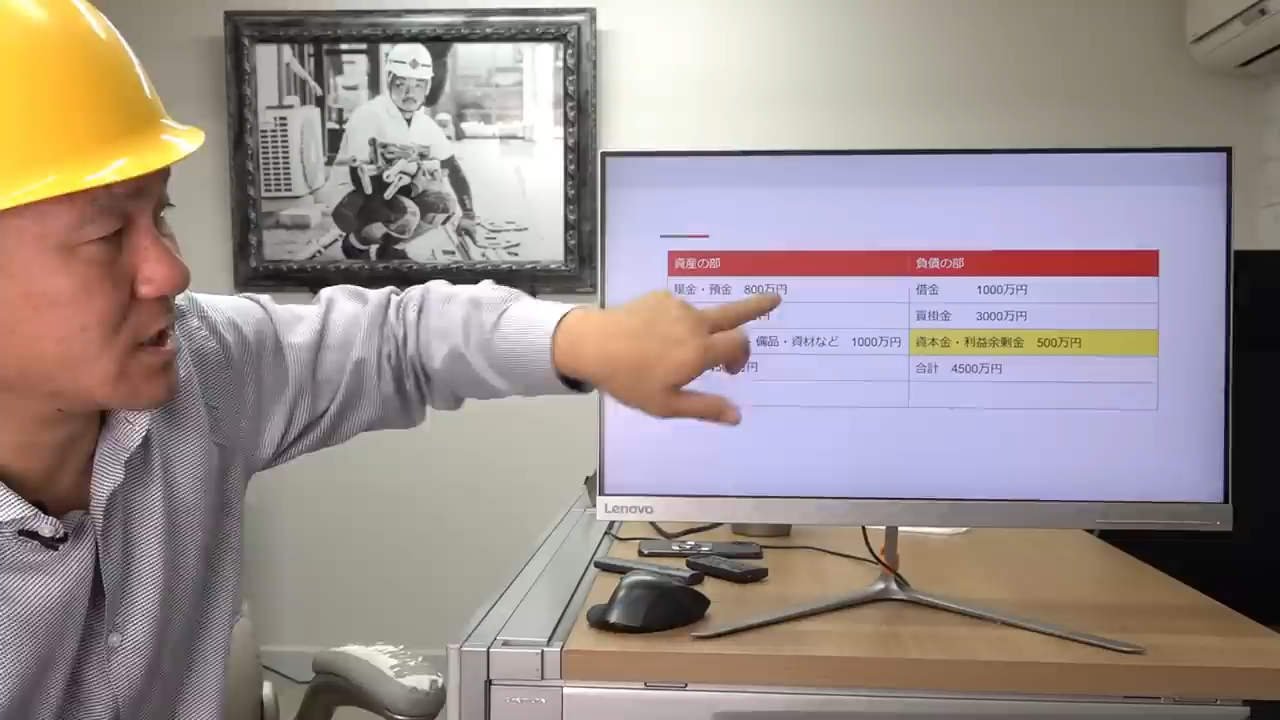 資産の部 負債の部
現金・預金 800万円 借金 1000万円
円 買掛金 3000万円
・備品・資材など 1000万円 資本金・利益余剰金 500万円
円 合計 4500万円
Lenovo